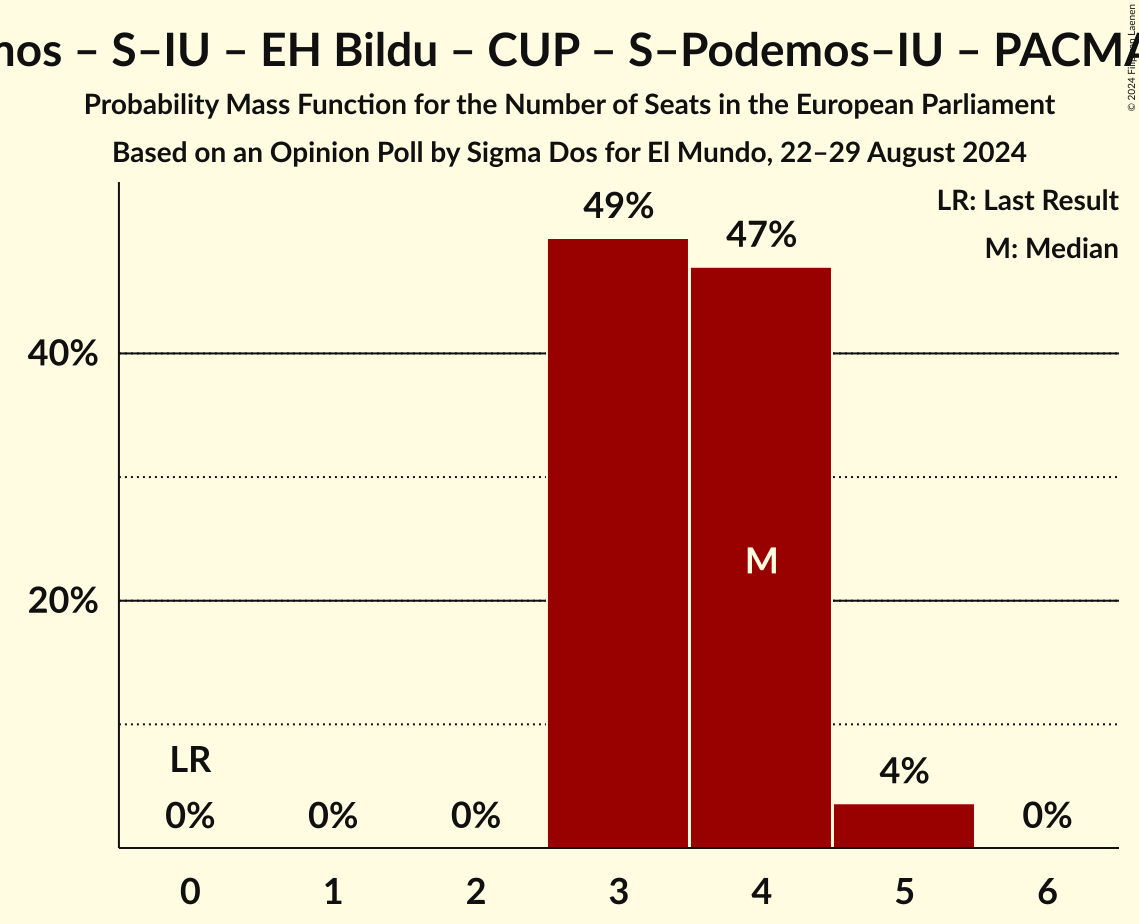 – S–IU – EH Bildu – CUP – S–Podemos–IU –
© 2024 Filip van Laenen
Probability Mass Function for the Number of Seats in the European Parliament
Based on an Opinion Poll by Sigma Dos for El Mundo, 22–29 August 2024
LR: Last Result
M: Median
49%
47%
40%
M
20%
LR
4%
0% 0% 0% 0%
0 1 2 3 4 5 6